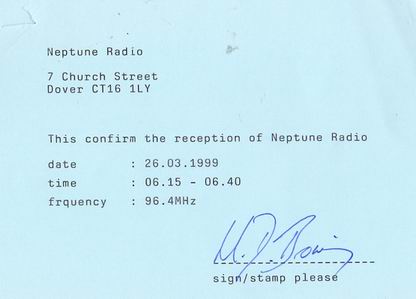 Neptune Radio
7 Church Street
Dover CT16 1LY
This confirm the reception of Neptune Radio
date : 26.03.1999
time : 06.15 - 06.40
frquency : 96.4MHz
sign/stamp please